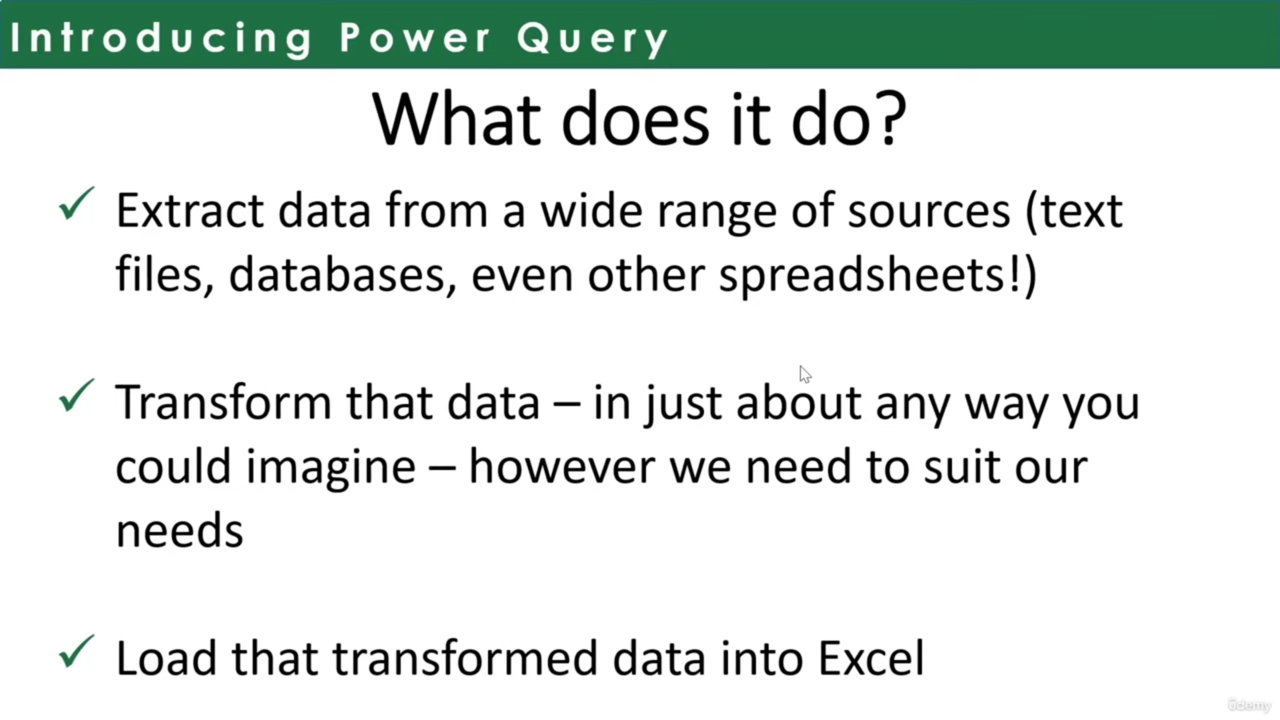 Introducing Power Query
What does it do?
✓ Extract data from a wide range of sources (text
files, databases, even other spreadsheets!)
✓ Transform that data – in just about any way you
could imagine – however we need to suit our
needs
✓ Load that transformed data into Excel
ûdemy